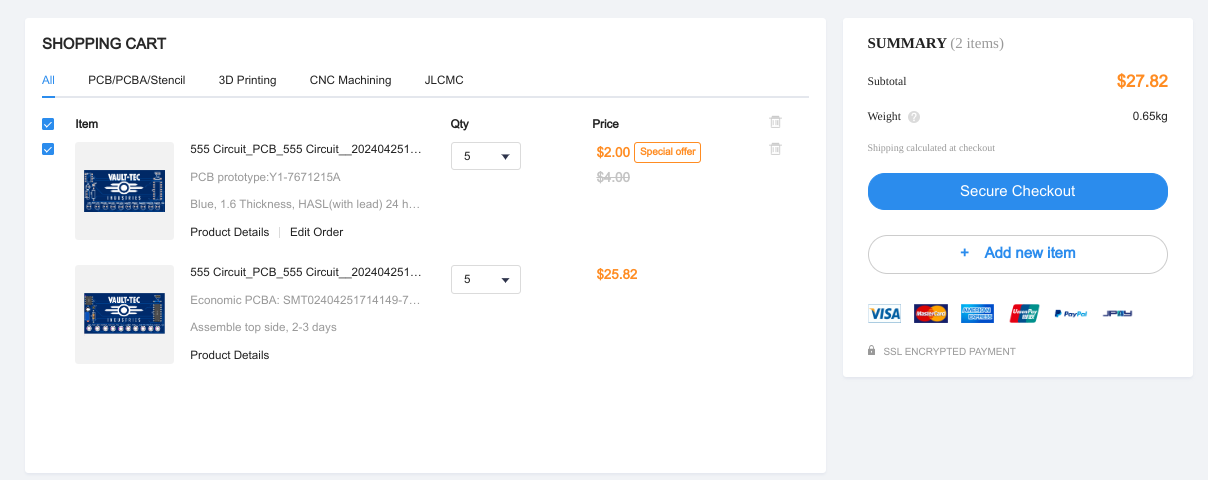 SHOPPING CART
All PCB/PCBA/Stencil 3D Printing CNC Machining JLCMC
Item Qty Price
555 Circuit_PCB_555 Circuit__202404251... 5 $2.00 Special offer
VAULT-TEC
INDUSTRIES
PCB prototype:Y1-7671215A $4.00
Blue, 1.6 Thickness, HASL(with lead) 24 h...
Product Details | Edit Order
555 Circuit_PCB_555 Circuit__202404251... 5 $25.82
VAULT-TEC
INDUSTRIES
Economic PCBA: SMT02404251714149-7...
Assemble top side, 2-3 days
Product Details
SUMMARY (2 items)
Subtotal $27.82
Weight ? 0.65kg
Shipping calculated at checkout
Secure Checkout
+ Add new item
VISA MasterCard AMERICAN EXPRESS UnionPay PayPal JPAY
SSL ENCRYPTED PAYMENT